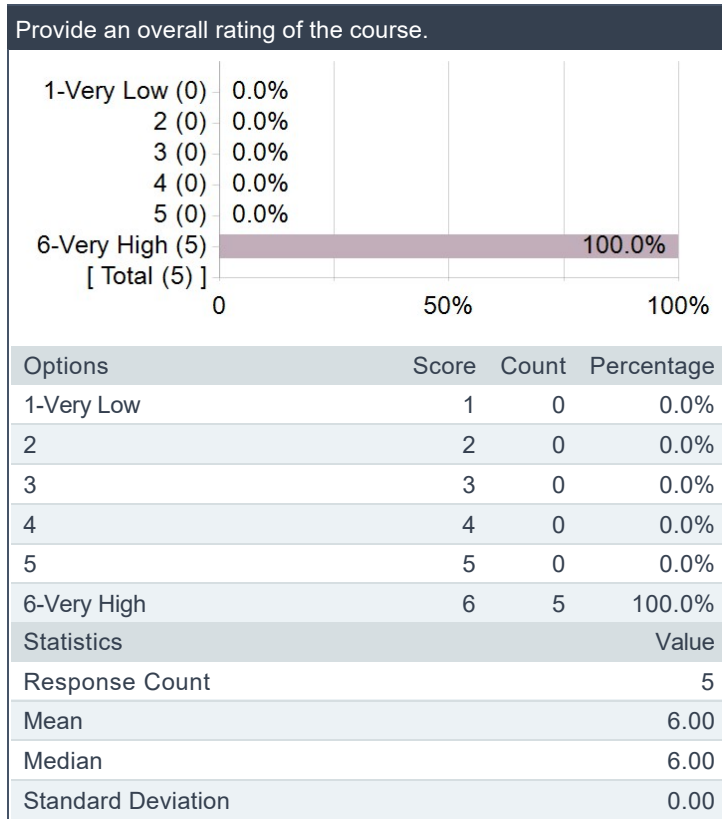 Provide an overall rating of the course.
1-Very Low (0) 0.0%
2 (0) 0.0%
3 (0) 0.0%
4 (0) 0.0%
5 (0) 0.0%
6-Very High (5) 100.0%
[ Total (5) ]
0 50% 100%
Options Score Count Percentage
1-Very Low 1 0 0.0%
2 2 0 0.0%
3 3 0 0.0%
4 4 0 0.0%
5 5 0 0.0%
6-Very High 6 5 100.0%
Statistics Value
Response Count 5
Mean 6.00
Median 6.00
Standard Deviation 0.00